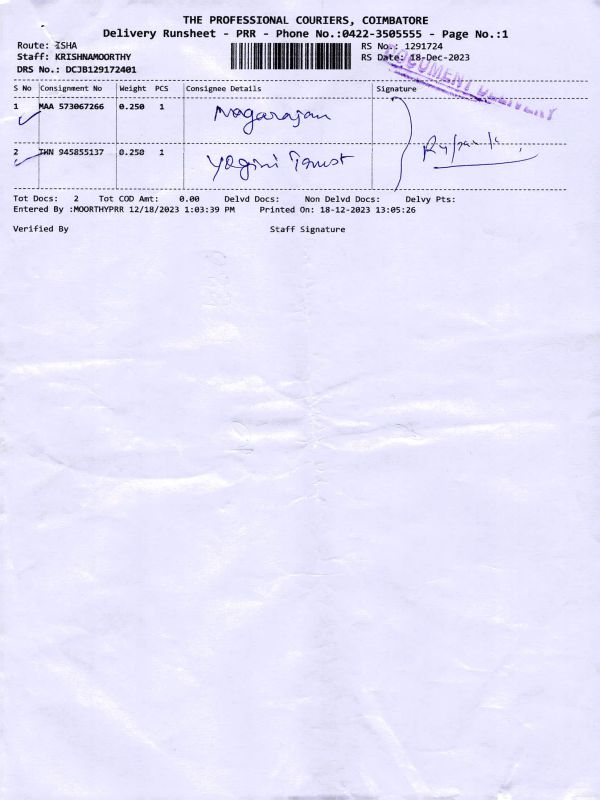 THE PROFESSIONAL COURIERS, COIMBATORE
Delivery Runsheet - PRR - Phone No.:0422-3505555 - Page No.:1
Route: ISHA RS No.: 1291724
Staff: KRISHNAMOORTHY RS Date: 18-Dec-2023
DRS No.: DCJB129172401
DOCUMENT DELIVERY
S No Consignment No Weight PCS Consignee Details Signature
1 MAA 573067266 0.250 1 Nagarajan
2 IHN 945855137 0.250 1 Yogini Trust
Tot Docs: 2 Tot COD Amt: 0.00 Delvd Docs: Non Delvd Docs: Delvy Pts:
Entered By :MOORTHYPRR 12/18/2023 1:03:39 PM Printed On: 18-12-2023 13:05:26
Verified By Staff Signature